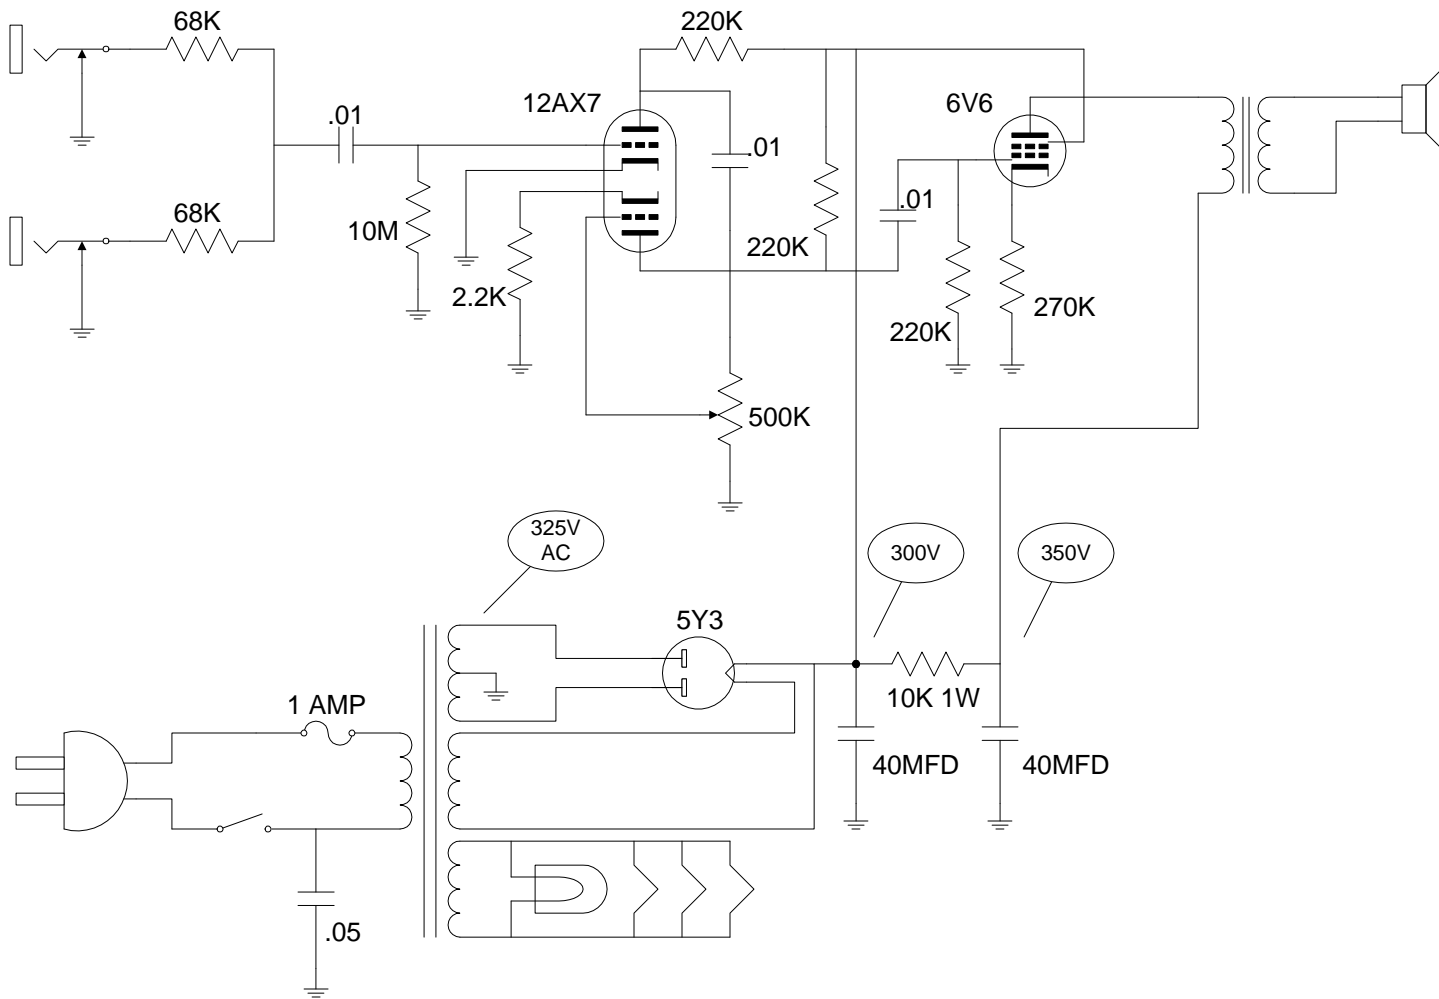 68K
220K
12AX7
6V6
.01
.01
68K
.01
10M
220K
2.2K
270K
220K
500K
325V
AC
300V
350V
5Y3
1 AMP
10K 1W
40MFD
40MFD
.05